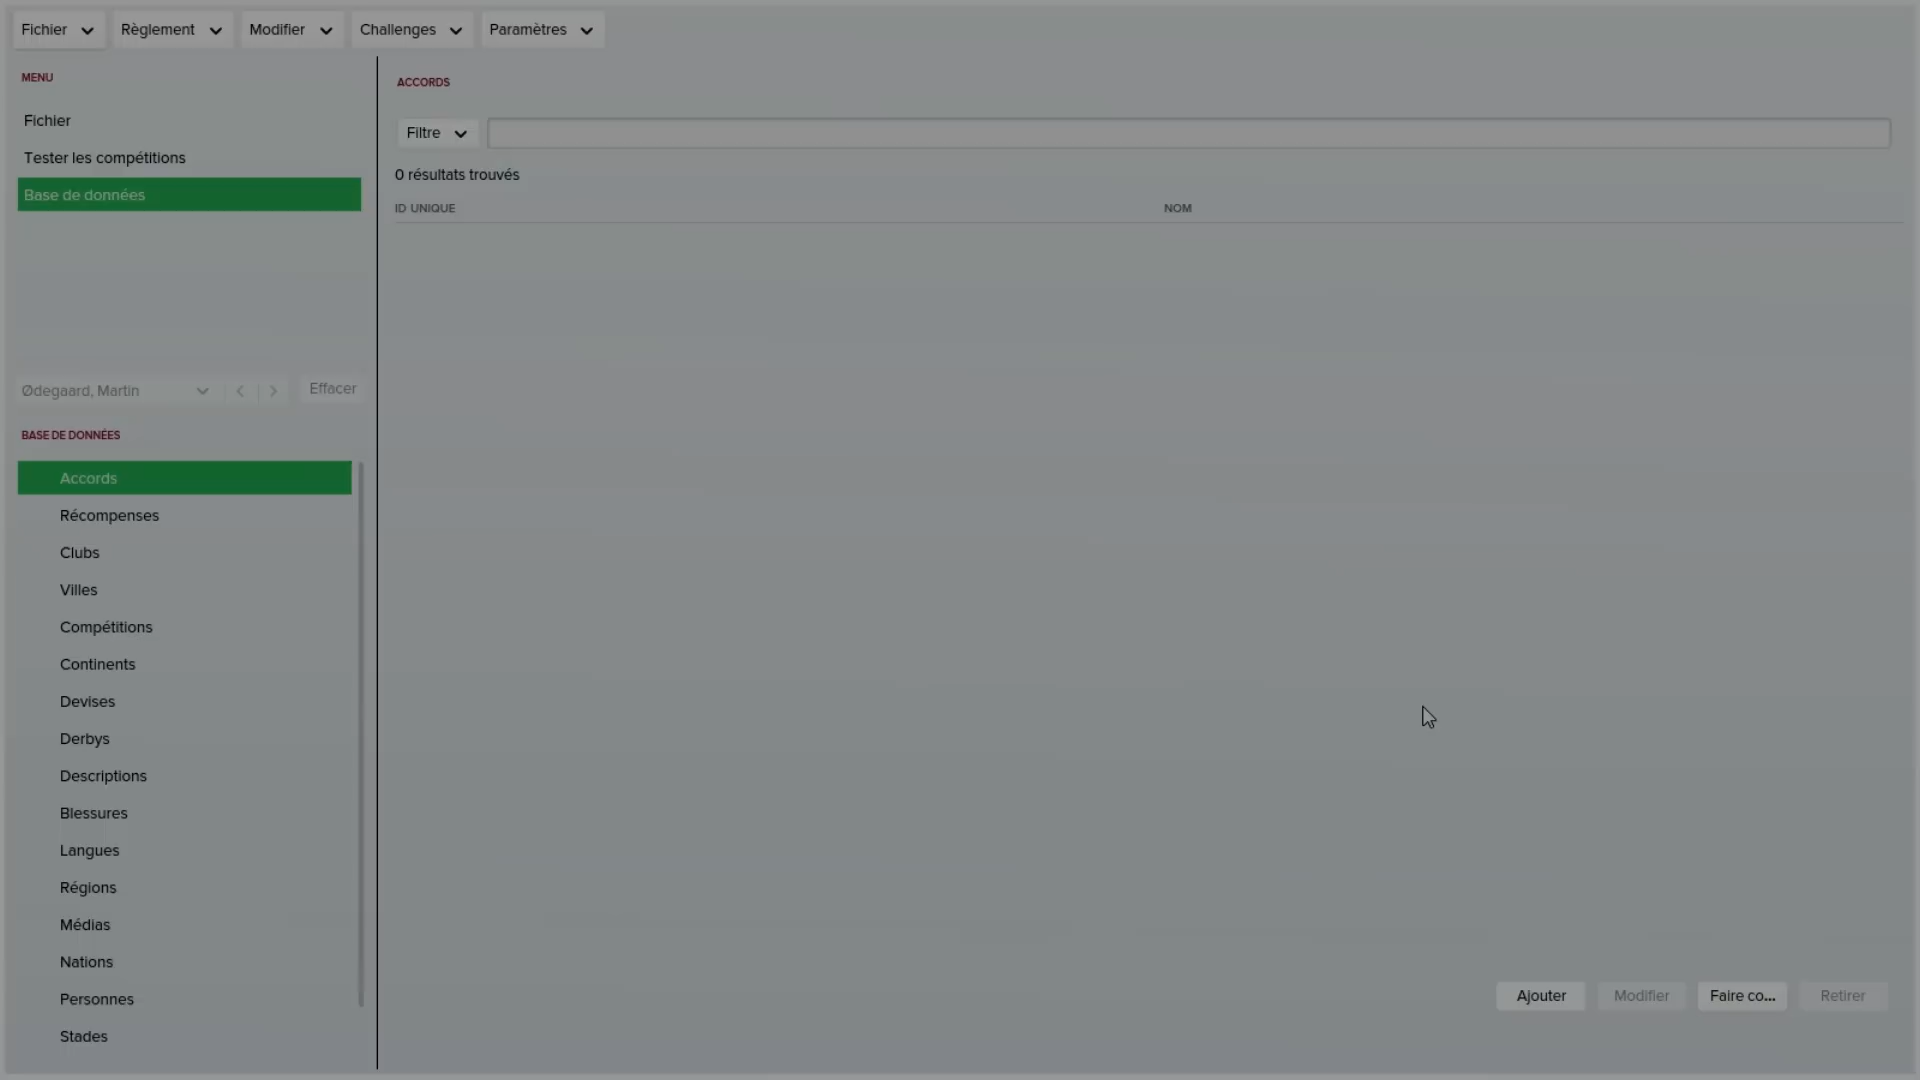 Fichier
Règlement
Modifier
Challenges
Paramètres
MENU
Fichier
Tester les compétitions
Base de données
Ødegaard, Martin
Effacer
BASE DE DONNÉES
Accords
Récompenses
Clubs
Villes
Compétitions
Continents
Devises
Derbys
Descriptions
Blessures
Langues
Régions
Médias
Nations
Personnes
Stades
ACCORDS
Filtre
0 résultats trouvés
ID UNIQUE
NOM
Ajouter
Modifier
Faire co...
Retirer